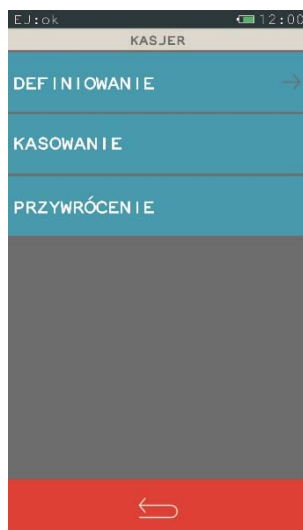 EJ:ok 12:00
KASJER
DEFINIOWANIE
KASOWANIE
PRZYWRÓCENIE